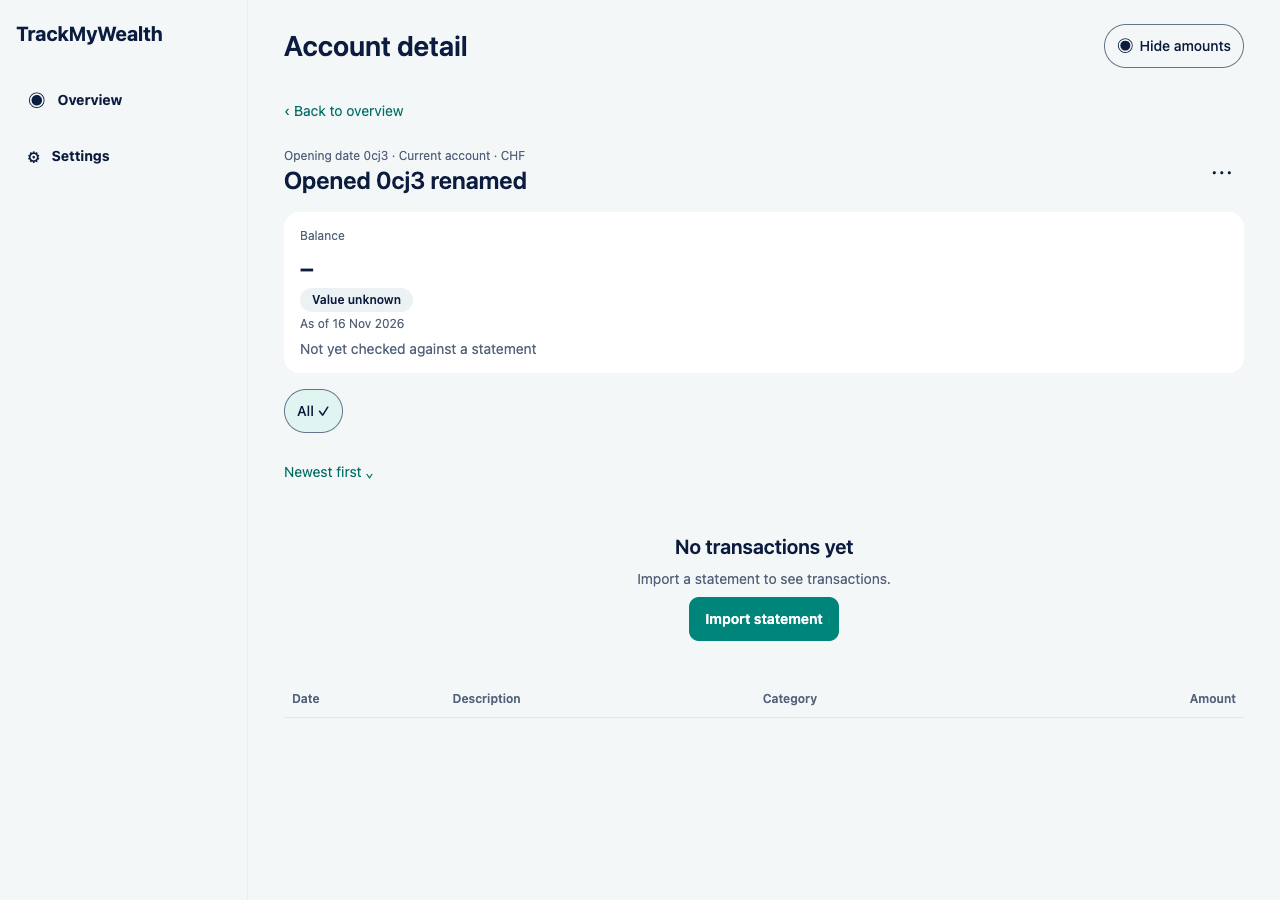 TrackMyWealth
Overview
Settings
Account detail
Hide amounts
‹ Back to overview
Opening date 0cj3 · Current account · CHF
Opened 0cj3 renamed
Balance
–
Value unknown
As of 16 Nov 2026
Not yet checked against a statement
All ✓
Newest first
No transactions yet
Import a statement to see transactions.
Import statement
Date Description Category Amount